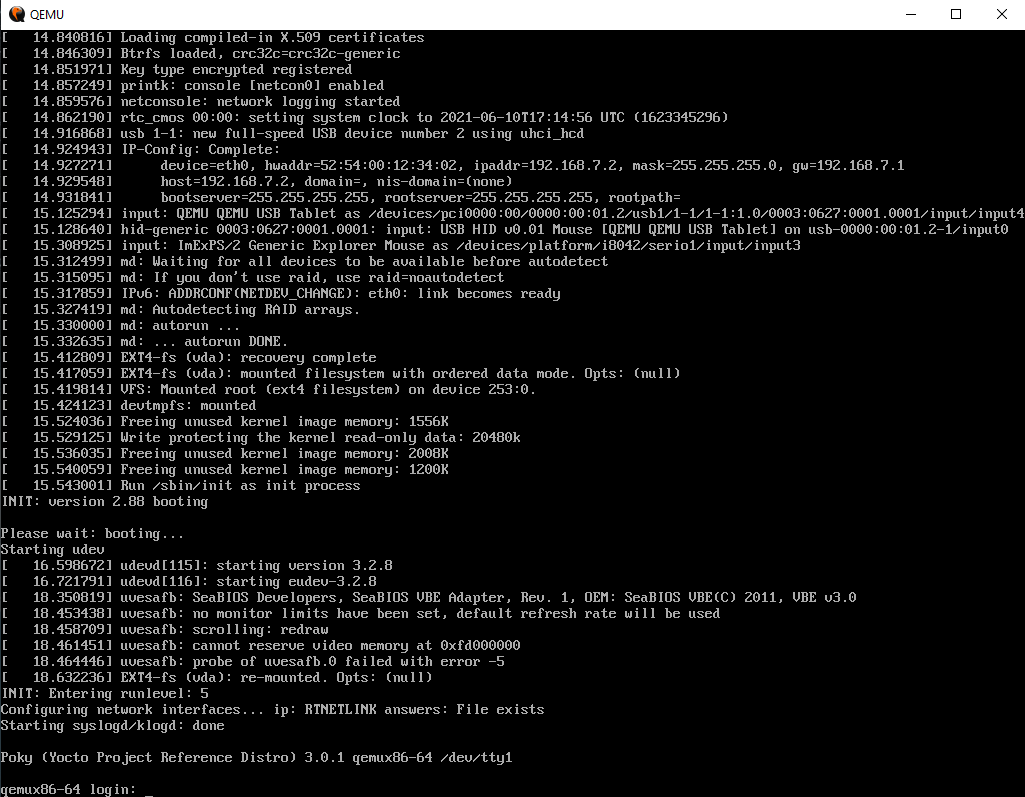 QEMU
[   14.840816] Loading compiled-in X.509 certificates
[   14.846309] Btrfs loaded, crc32c=crc32c-generic
[   14.851971] Key type encrypted registered
[   14.857249] printk: console [netcon0] enabled
[   14.859576] netconsole: network logging started
[   14.862190] rtc_cmos 00:00: setting system clock to 2021-06-10T17:14:56 UTC (1623345296)
[   14.916868] usb 1-1: new full-speed USB device number 2 using uhci_hcd
[   14.924943] IP-Config: Complete:
[   14.927271]      device=eth0, hwaddr=52:54:00:12:34:02, ipaddr=192.168.7.2, mask=255.255.255.0, gw=192.168.7.1
[   14.929548]      host=192.168.7.2, domain=, nis-domain=(none)
[   14.931841]      bootserver=255.255.255.255, rootserver=255.255.255.255, rootpath=
[   15.125294] input: QEMU QEMU USB Tablet as /devices/pci0000:00/0000:00:01.2/usb1/1-1/1-1:1.0/0003:0627:0001.0001/input/input4
[   15.128640] hid-generic 0003:0627:0001.0001: input: USB HID v0.01 Mouse [QEMU QEMU USB Tablet] on usb-0000:00:01.2-1/input0
[   15.308925] input: ImExPS/2 Generic Explorer Mouse as /devices/platform/i8042/serio1/input/input3
[   15.312499] md: Waiting for all devices to be available before autodetect
[   15.315095] md: If you don't use raid, use raid=noautodetect
[   15.317859] IPv6: ADDRCONF(NETDEV_CHANGE): eth0: link becomes ready
[   15.327419] md: Autodetecting RAID arrays.
[   15.330000] md: autorun ...
[   15.332635] md: ... autorun DONE.
[   15.412809] EXT4-fs (vda): recovery complete
[   15.417059] EXT4-fs (vda): mounted filesystem with ordered data mode. Opts: (null)
[   15.419814] VFS: Mounted root (ext4 filesystem) on device 253:0.
[   15.424123] devtmpfs: mounted
[   15.524036] Freeing unused kernel image memory: 1556K
[   15.529125] Write protecting the kernel read-only data: 20480k
[   15.536035] Freeing unused kernel image memory: 2008K
[   15.540059] Freeing unused kernel image memory: 1200K
[   15.543001] Run /sbin/init as init process
INIT: version 2.88 booting
Please wait: booting...
Starting udev
[   16.598672] udevd[115]: starting version 3.2.8
[   16.721791] udevd[116]: starting eudev-3.2.8
[   18.350819] uvesafb: SeaBIOS Developers, SeaBIOS VBE Adapter, Rev. 1, OEM: SeaBIOS VBE(C) 2011, VBE v3.0
[   18.453438] uvesafb: no monitor limits have been set, default refresh rate will be used
[   18.458709] uvesafb: scrolling: redraw
[   18.461451] uvesafb: cannot reserve video memory at 0xfd000000
[   18.464446] uvesafb: probe of uvesafb.0 failed with error -5
[   18.632236] EXT4-fs (vda): re-mounted. Opts: (null)
INIT: Entering runlevel: 5
Configuring network interfaces... ip: RTNETLINK answers: File exists
Starting syslogd/klogd: done
Poky (Yocto Project Reference Distro) 3.0.1 qemux86-64 /dev/tty1
qemux86-64 login: _